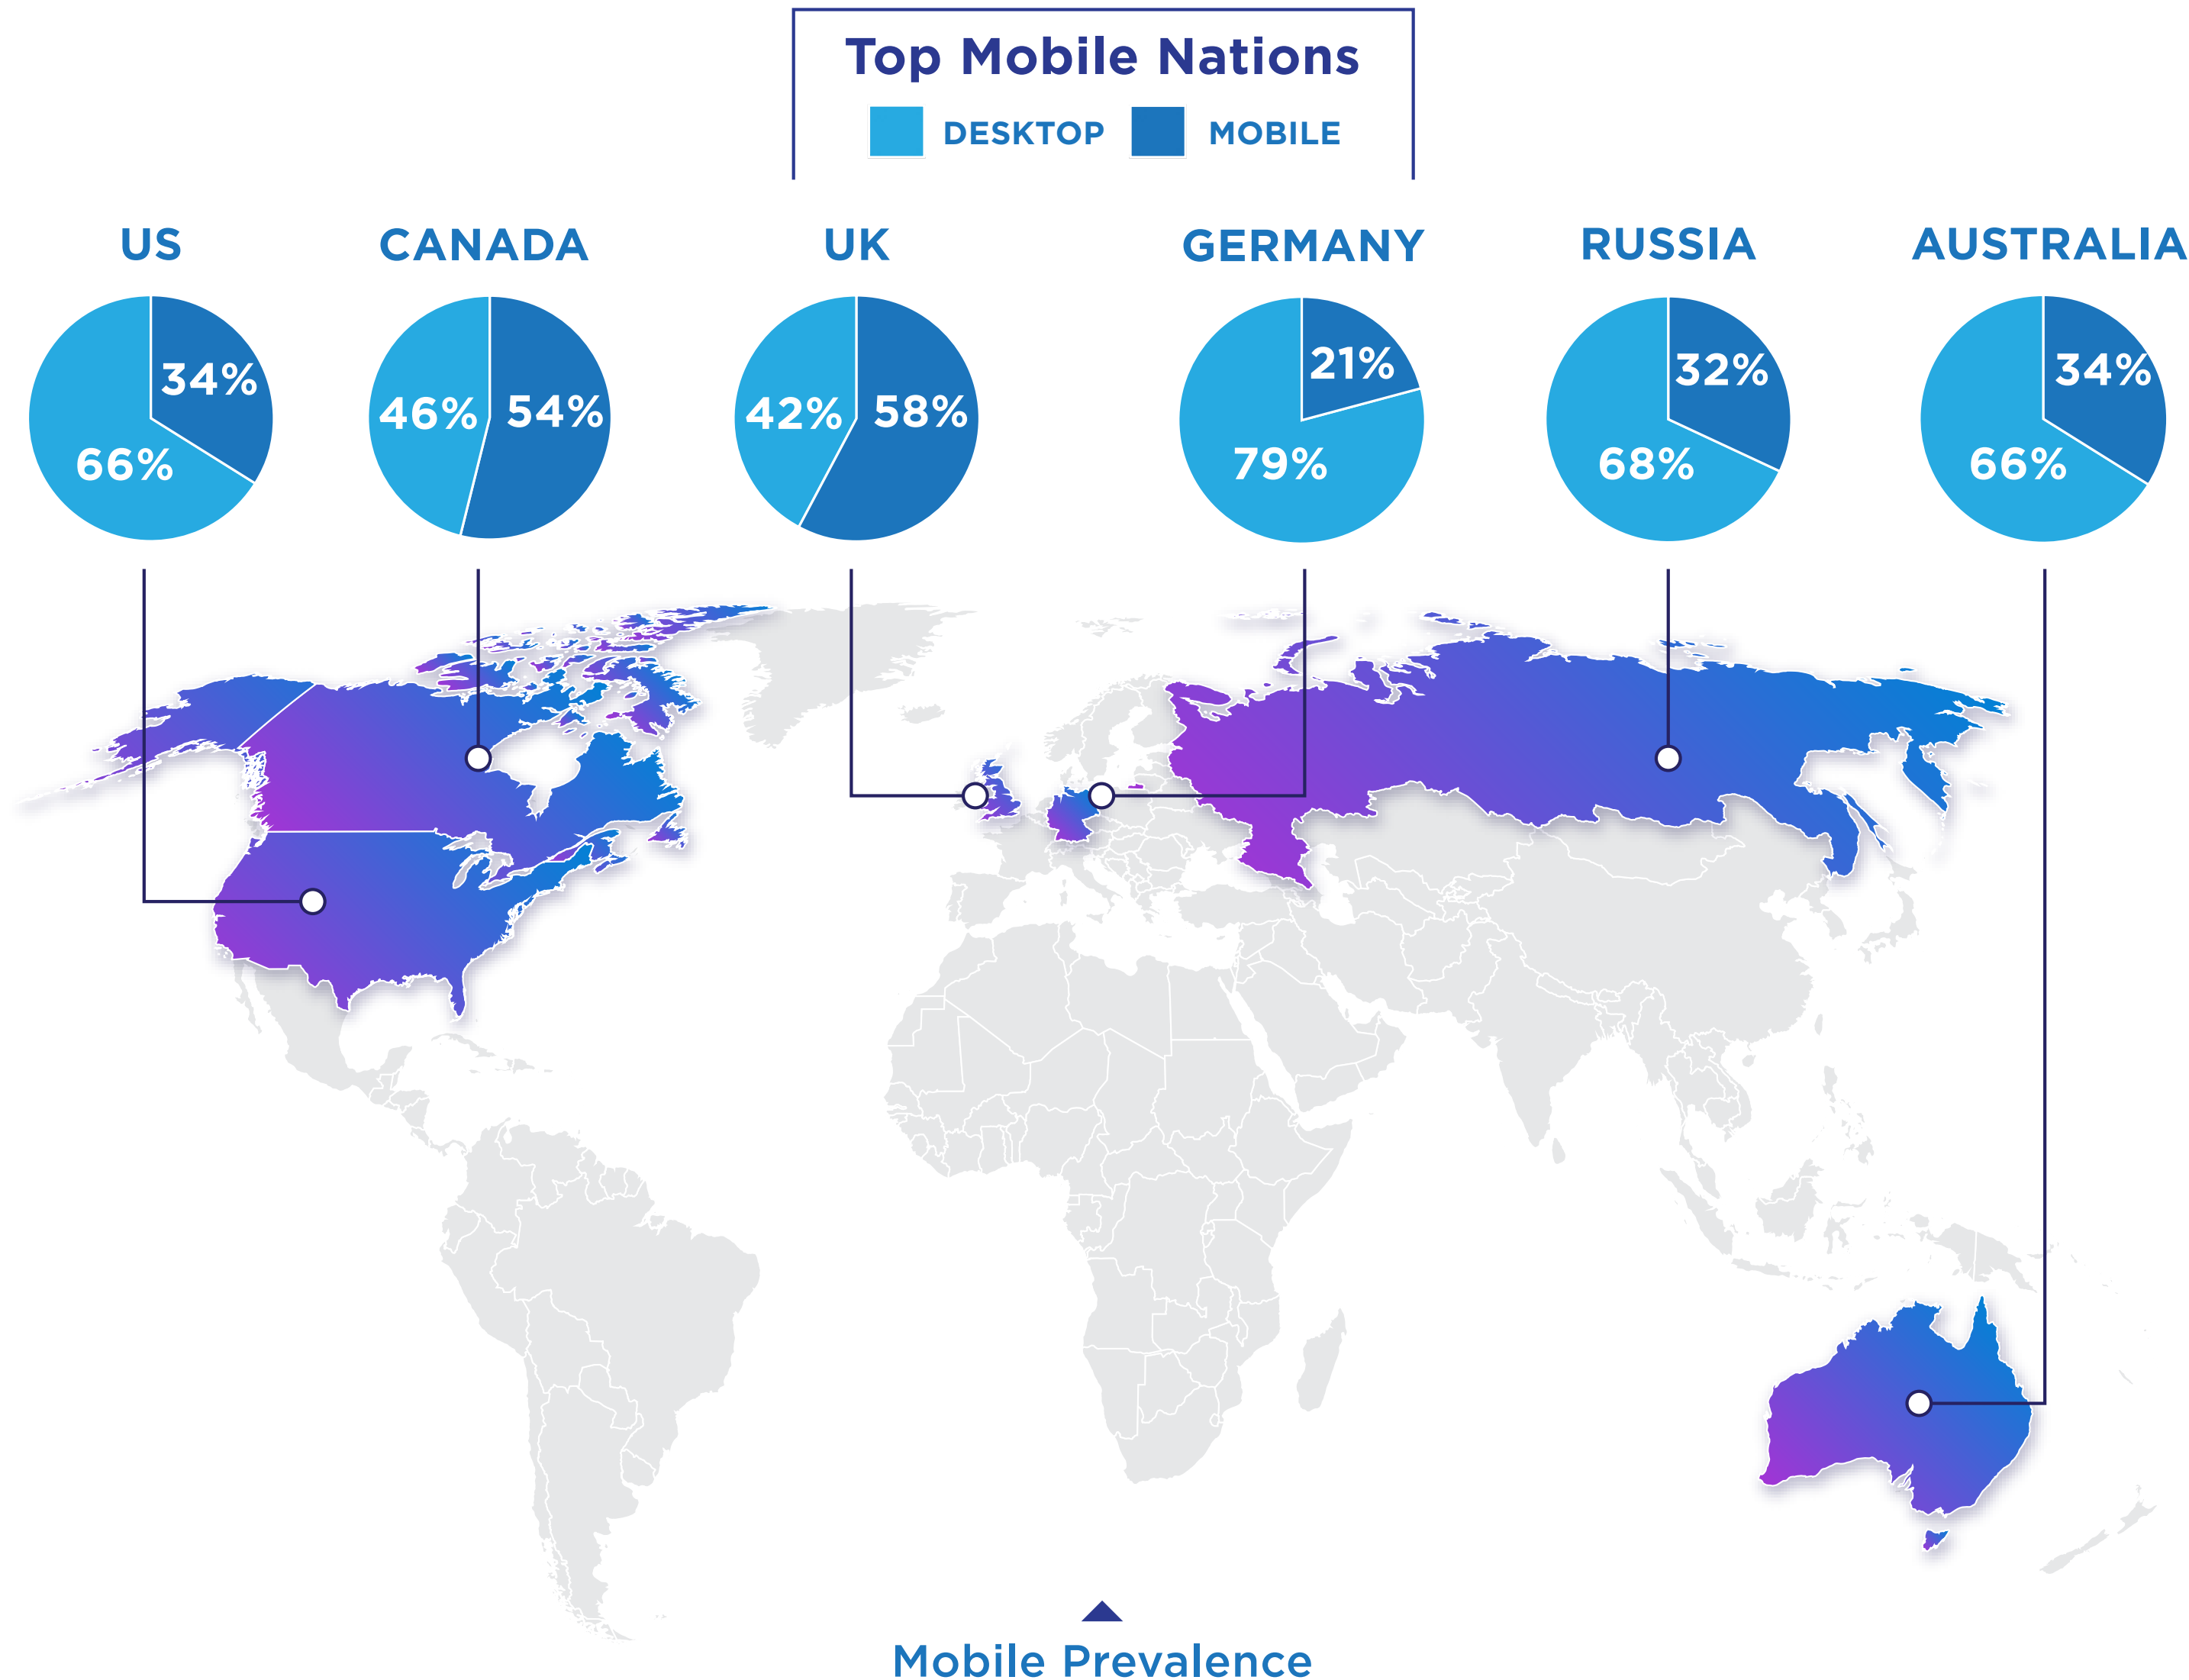 Top Mobile Nations
DESKTOP MOBILE
US CANADA UK GERMANY RUSSIA AUSTRALIA
34% 66%
46% 54%
42% 58%
21% 79%
32% 68%
34% 66%
Mobile Prevalence